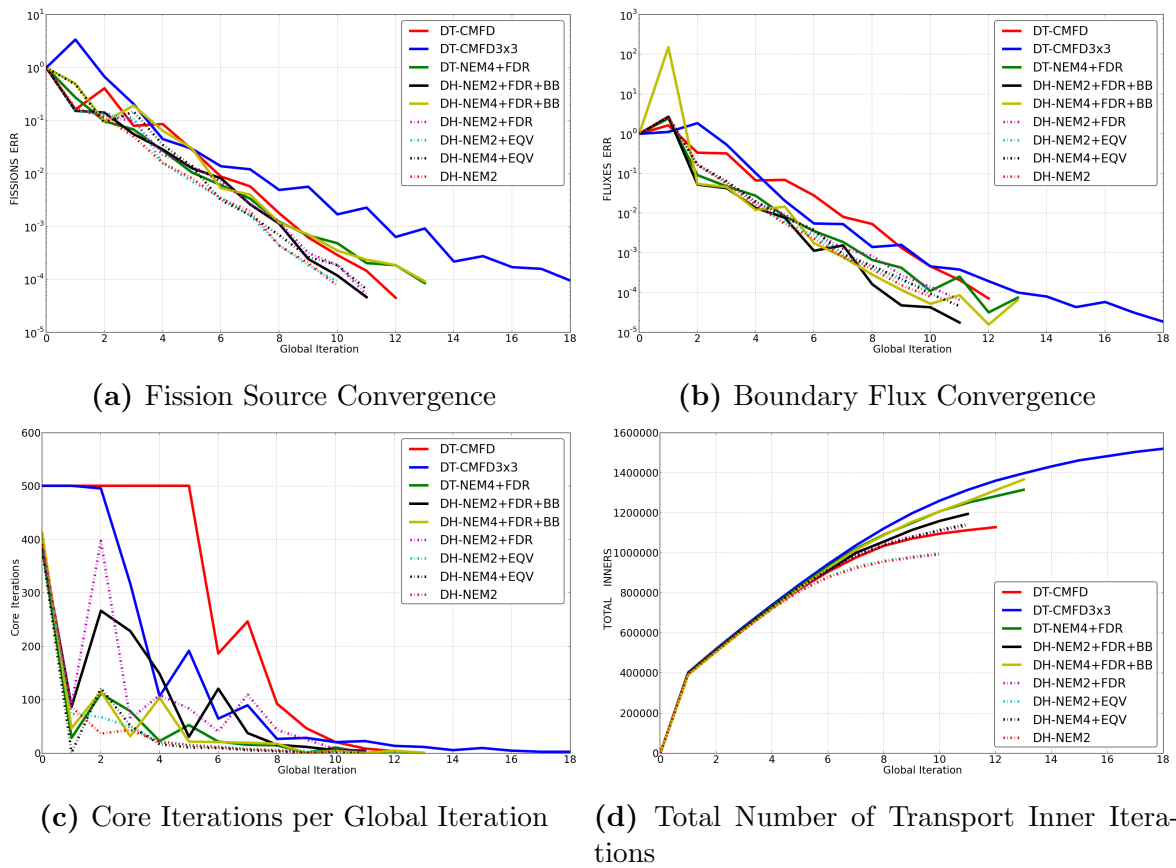 10^1
10^0
10^-1
10^-2
10^-3
10^-4
10^-5
FISSIONS ERR
0 2 4 6 8 10 12 14 16 18
Global Iteration
DT-CMFD
DT-CMFD3x3
DT-NEM4+FDR
DH-NEM2+FDR+BB
DH-NEM4+FDR+BB
DH-NEM2+FDR
DH-NEM2+EQV
DH-NEM4+EQV
DH-NEM2
(a) Fission Source Convergence
10^3
10^2
10^1
10^0
10^-1
10^-2
10^-3
10^-4
10^-5
FLUXES ERR
0 2 4 6 8 10 12 14 16 18
Global Iteration
DT-CMFD
DT-CMFD3x3
DT-NEM4+FDR
DH-NEM2+FDR+BB
DH-NEM4+FDR+BB
DH-NEM2+FDR
DH-NEM2+EQV
DH-NEM4+EQV
DH-NEM2
(b) Boundary Flux Convergence
600
500
400
300
200
100
0
Core Iterations
0 2 4 6 8 10 12 14 16 18
Global Iteration
DT-CMFD
DT-CMFD3x3
DT-NEM4+FDR
DH-NEM2+FDR+BB
DH-NEM4+FDR+BB
DH-NEM2+FDR
DH-NEM2+EQV
DH-NEM4+EQV
DH-NEM2
(c) Core Iterations per Global Iteration
1600000
1400000
1200000
1000000
800000
600000
400000
200000
0
TOTAL INNERS
0 2 4 6 8 10 12 14 16 18
Global Iteration
DT-CMFD
DT-CMFD3x3
DT-NEM4+FDR
DH-NEM2+FDR+BB
DH-NEM4+FDR+BB
DH-NEM2+FDR
DH-NEM2+EQV
DH-NEM4+EQV
DH-NEM2
(d) Total Number of Transport Inner Itera-
tions